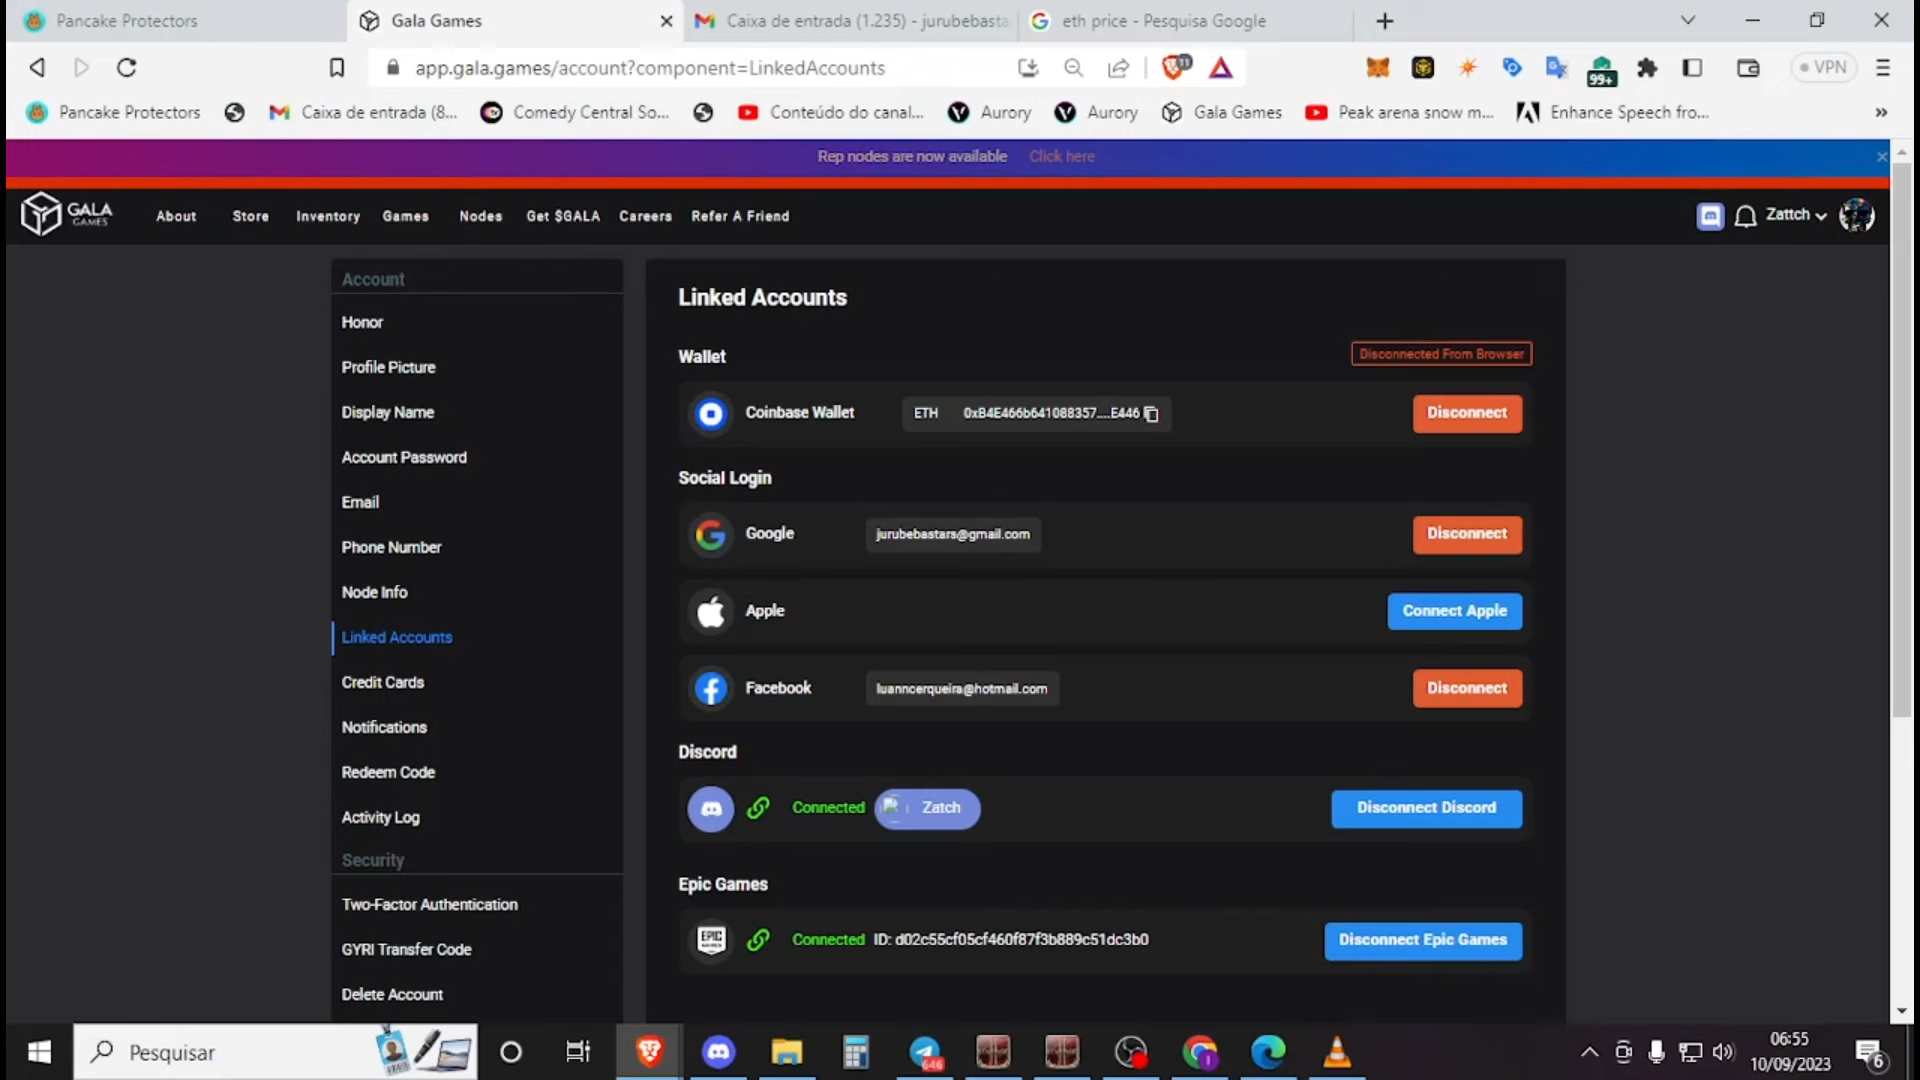 Pancake Protectors
Gala Games
Caixa de entrada (1.235) - jurubebasta
eth price - Pesquisa Google
app.gala.games/account?component=LinkedAccounts
11
99+
VPN
Pancake Protectors
Caixa de entrada (8...
Comedy Central So...
Conteúdo do canal...
Aurory
Aurory
Gala Games
Peak arena snow m...
Enhance Speech fro...
Rep nodes are now available Click here
GALA
GAMES
About
Store
Inventory
Games
Nodes
Get $GALA
Careers
Refer A Friend
Zattch
Account
Honor
Profile Picture
Display Name
Account Password
Email
Phone Number
Node Info
Linked Accounts
Credit Cards
Notifications
Redeem Code
Activity Log
Security
Two-Factor Authentication
GYRI Transfer Code
Delete Account
Linked Accounts
Wallet
Disconnected From Browser
Coinbase Wallet
ETH 0xB4E466b641088357....E446
Disconnect
Social Login
Google
jurubebastars@gmail.com
Disconnect
Apple
Connect Apple
Facebook
luanncerqueira@hotmail.com
Disconnect
Discord
Connected
Zatch
Disconnect Discord
Epic Games
EPIC
GAMES
Connected ID: d02c55cf05cf460f87f3b889c51dc3b0
Disconnect Epic Games
Pesquisar
646
06:55
10/09/2023
6